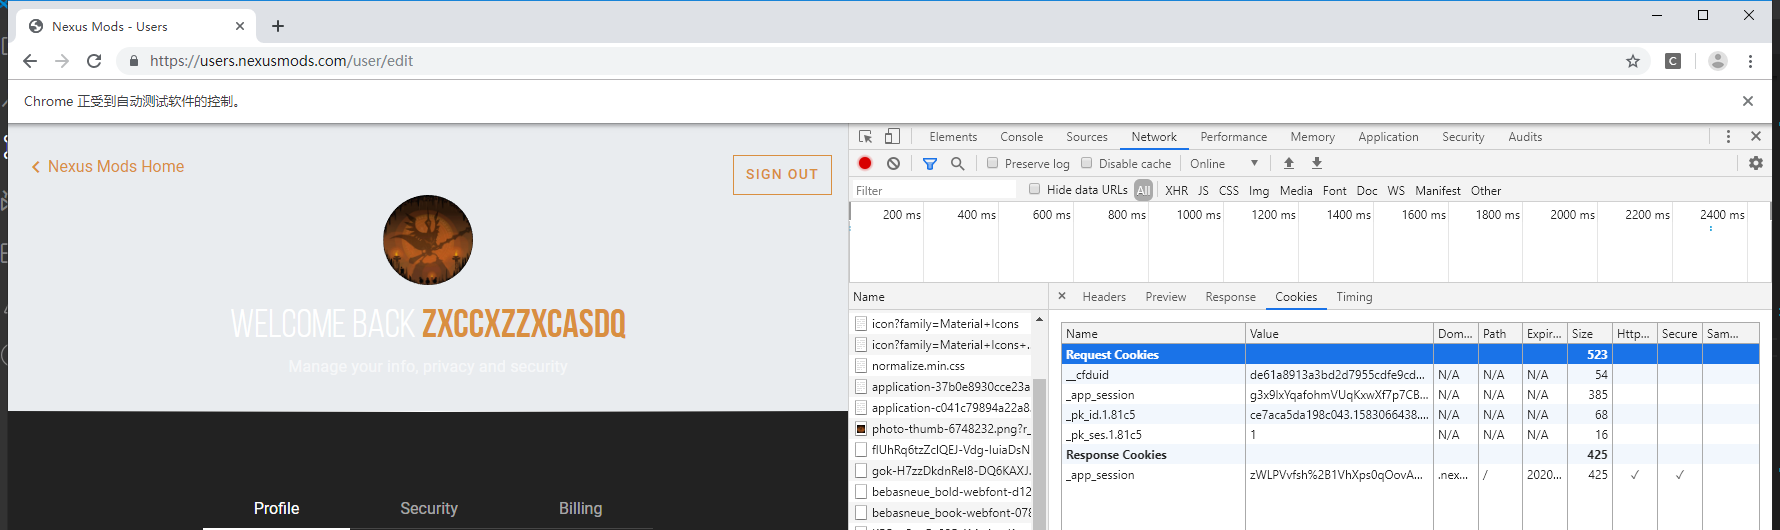 Nexus Mods - Users
https://users.nexusmods.com/user/edit
C
Chrome 正受到自动测试软件的控制。
Nexus Mods Home
SIGN OUT
WELCOME BACK ZXCCXZZXCASDQ
Manage your info, privacy and security
Profile Security Billing
Elements Console Sources Network Performance Memory Application Security Audits
Preserve log Disable cache Online
Filter Hide data URLs All XHR JS CSS Img Media Font Doc WS Manifest Other
200 ms 400 ms 600 ms 800 ms 1000 ms 1200 ms 1400 ms 1600 ms 1800 ms 2000 ms 2200 ms 2400 ms
Name
icon?family=Material+Icons
icon?family=Material+Icons+.
normalize.min.css
application-37b0e8930cce23a
application-c041c79894a22a8.
photo-thumb-6748232.png?r_
flUhRq6tzZclQEJ-Vdg-IuiaDsN
gok-H7zzDkdnRel8-DQ6KAXJ.
bebasneue_bold-webfont-d12
bebasneue_book-webfont-078
Headers Preview Response Cookies Timing
Name Value Dom... Path Expir... Size Http... Secure Sam...
Request Cookies 523
__cfduid de61a8913a3bd2d7955cdfe9cd... N/A N/A N/A 54
_app_session g3x9lxYqafohmVUqKxwXf7p7CB... N/A N/A N/A 385
_pk_id.1.81c5 ce7aca5da198c043.1583066438.... N/A N/A N/A 68
_pk_ses.1.81c5 1 N/A N/A N/A 16
Response Cookies 425
_app_session zWLPVvfsh%2B1VhXps0qOovA... .nex... / 2020... 425 ✓ ✓